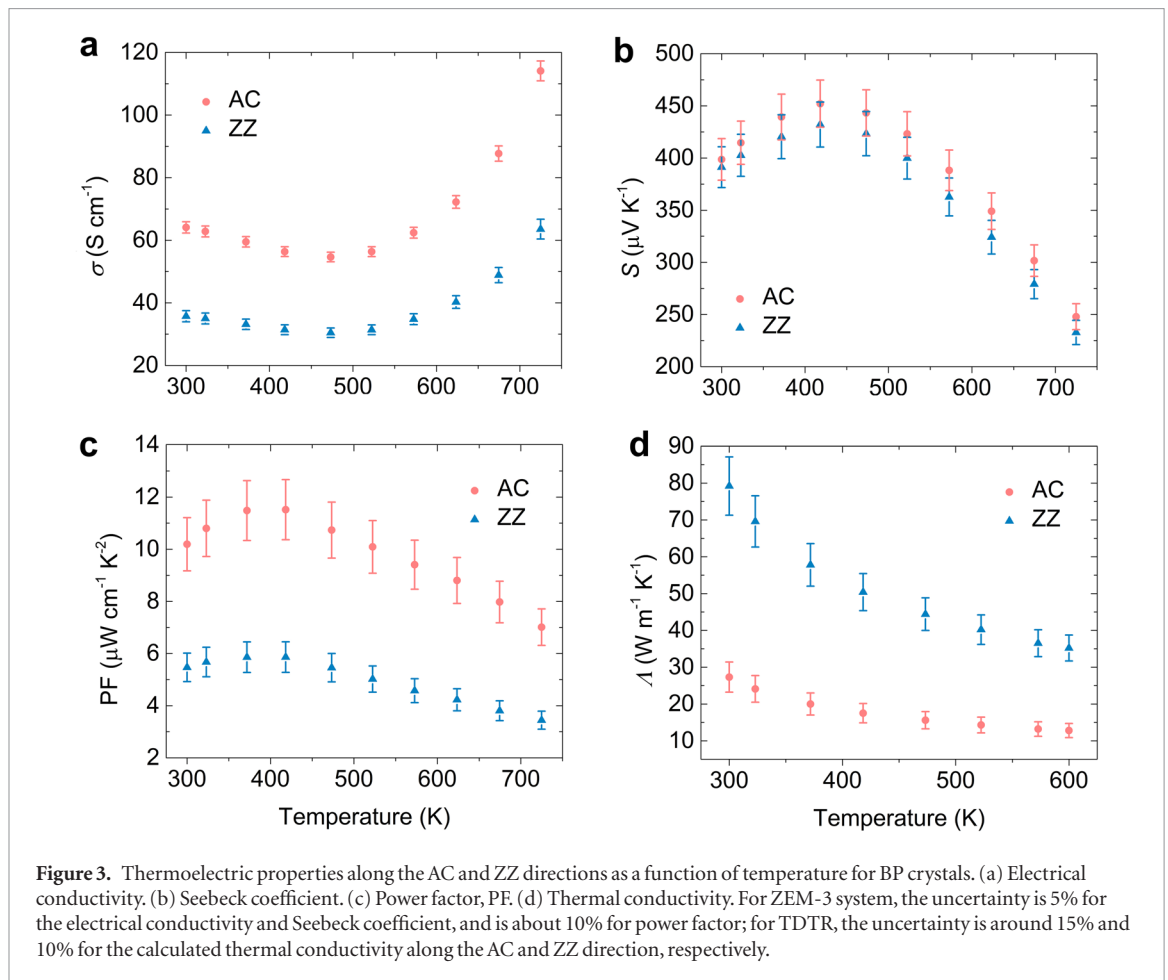 a
120
100
80
60
40
20
σ (S cm⁻¹)
AC
ZZ
300 400 500 600 700
b
500
450
400
350
300
250
200
S (μV K⁻¹)
AC
ZZ
300 400 500 600 700
c
14
12
10
8
6
4
2
PF (μW cm⁻¹ K⁻²)
AC
ZZ
300 400 500 600 700
Temperature (K)
d
90
80
70
60
50
40
30
20
10
Λ (W m⁻¹ K⁻¹)
AC
ZZ
300 400 500 600
Temperature (K)
Figure 3. Thermoelectric properties along the AC and ZZ directions as a function of temperature for BP crystals. (a) Electrical
conductivity. (b) Seebeck coefficient. (c) Power factor, PF. (d) Thermal conductivity. For ZEM-3 system, the uncertainty is 5% for
the electrical conductivity and Seebeck coefficient, and is about 10% for power factor; for TDTR, the uncertainty is around 15% and
10% for the calculated thermal conductivity along the AC and ZZ direction, respectively.